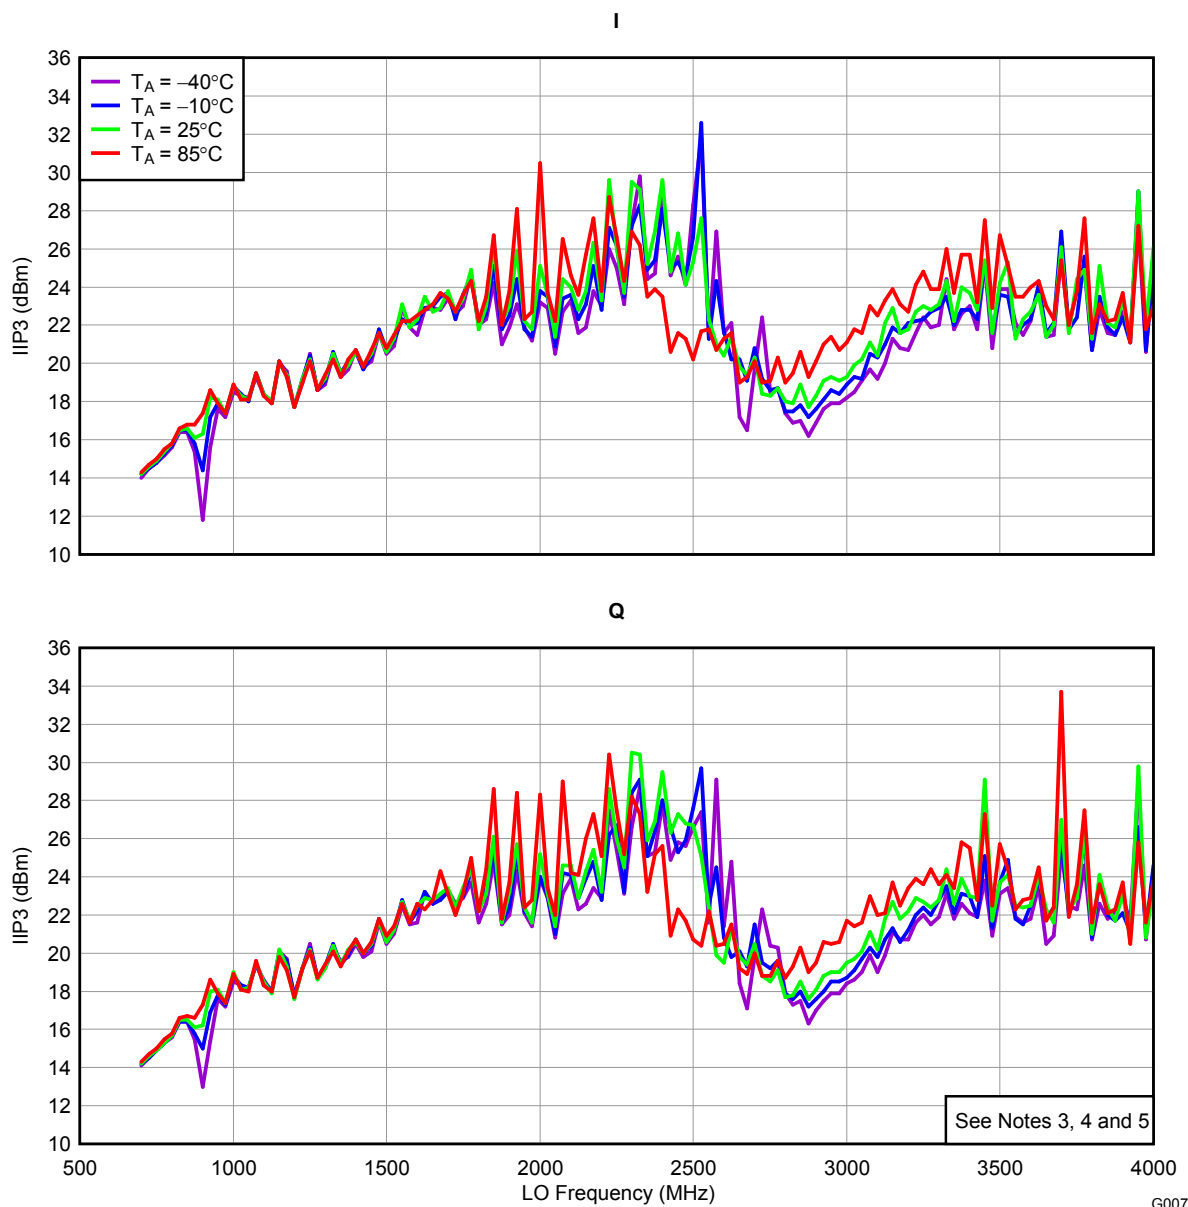 I
36
34
32
30
28
26
24
22
20
18
16
14
12
10
IIP3 (dBm)
T_A = –40°C
T_A = –10°C
T_A = 25°C
T_A = 85°C
Q
36
34
32
30
28
26
24
22
20
18
16
14
12
10
IIP3 (dBm)
See Notes 3, 4 and 5
500 1000 1500 2000 2500 3000 3500 4000
LO Frequency (MHz)
G007